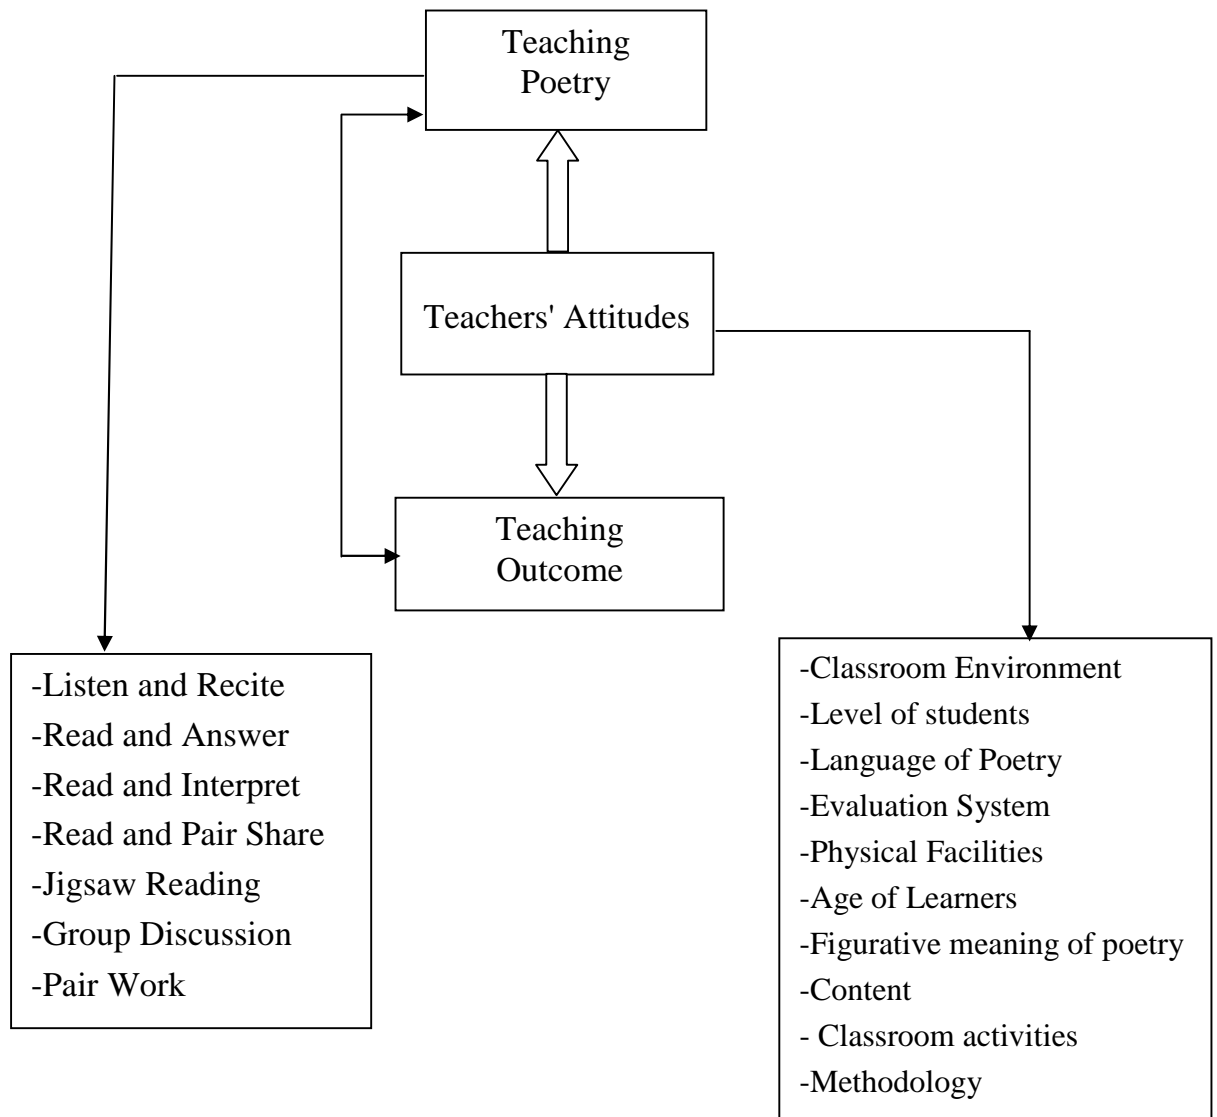 Teaching
Poetry
Teachers' Attitudes
Teaching
Outcome
-Listen and Recite
-Read and Answer
-Read and Interpret
-Read and Pair Share
-Jigsaw Reading
-Group Discussion
-Pair Work
-Classroom Environment
-Level of students
-Language of Poetry
-Evaluation System
-Physical Facilities
-Age of Learners
-Figurative meaning of poetry
-Content
- Classroom activities
-Methodology